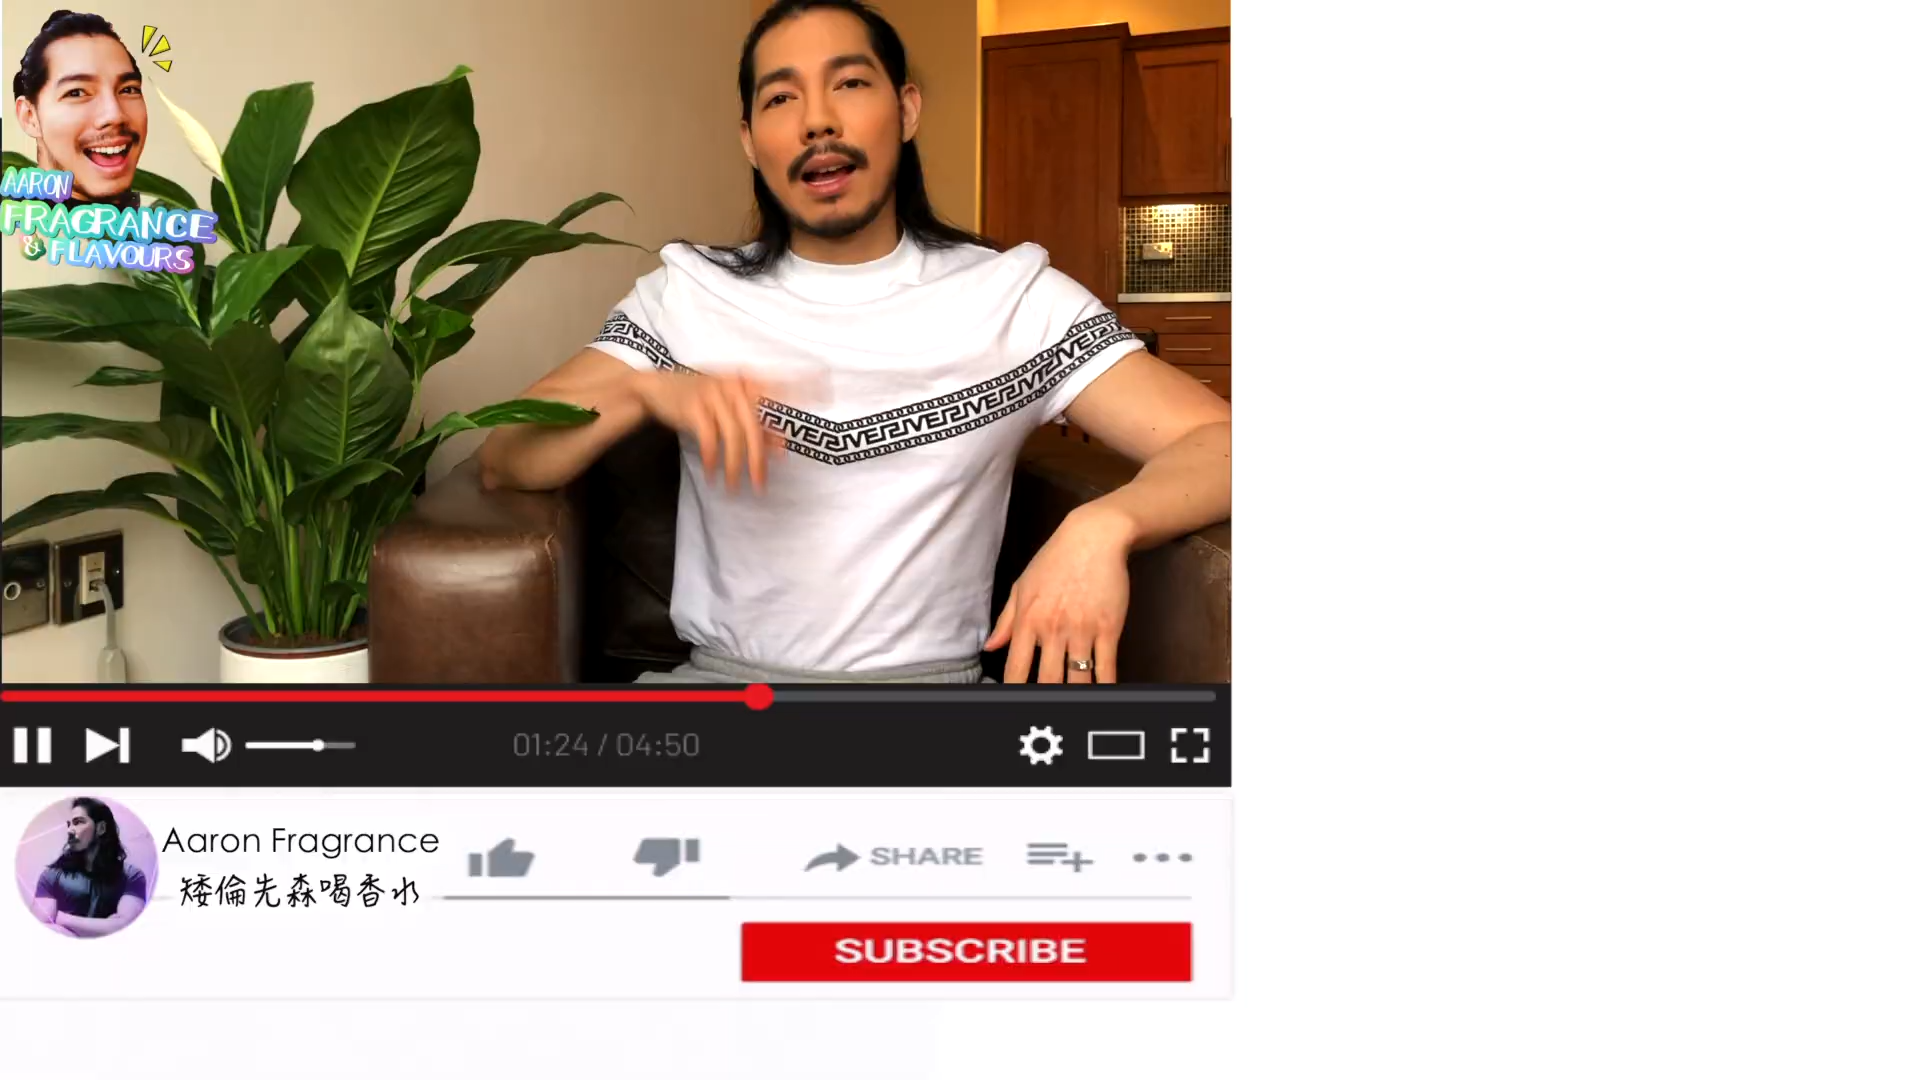 AARON
FRAGRANCE
& FLAVOURS
01:24 / 04:50
Aaron Fragrance
矮倫先森喝香水
SHARE
SUBSCRIBE